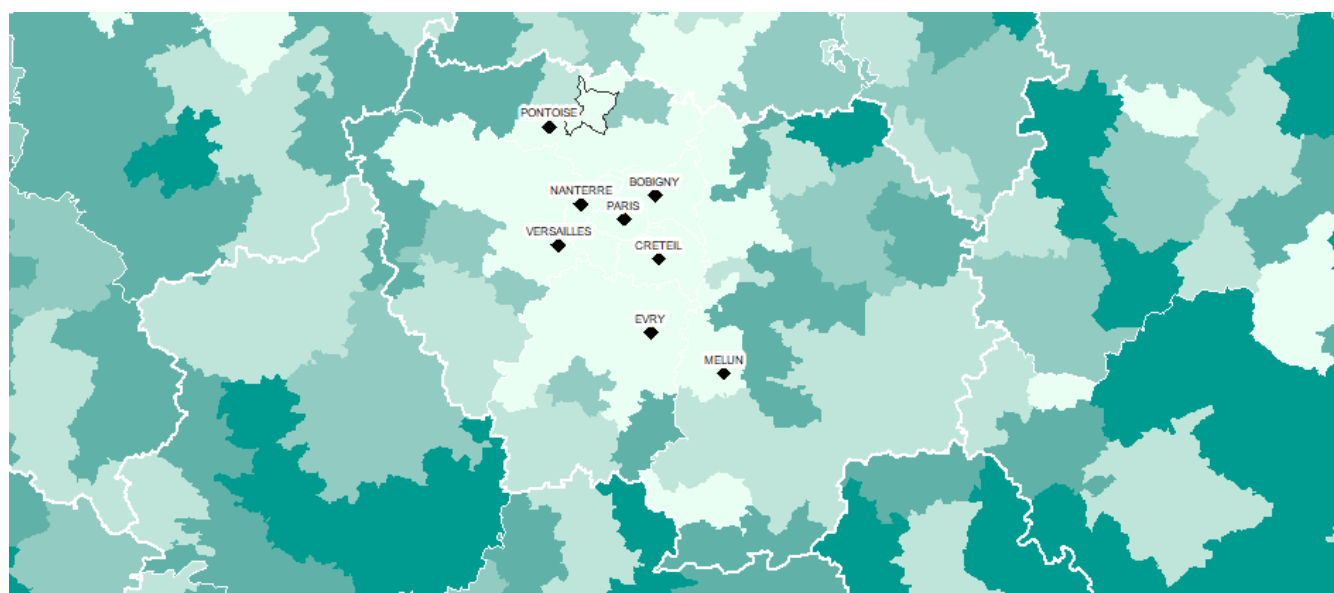 PONTOISE
NANTERRE
BOBIGNY
PARIS
VERSAILLES
CRETEIL
EVRY
MELUN